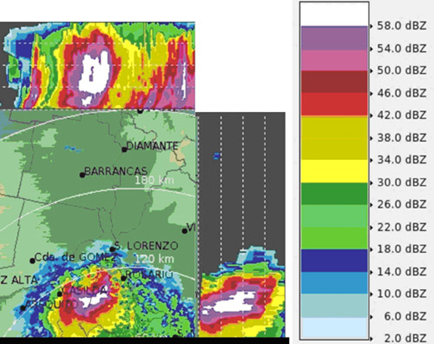 58.0 dBZ
54.0 dBZ
50.0 dBZ
46.0 dBZ
42.0 dBZ
38.0 dBZ
34.0 dBZ
30.0 dBZ
26.0 dBZ
22.0 dBZ
18.0 dBZ
14.0 dBZ
10.0 dBZ
6.0 dBZ
2.0 dBZ
DIAMANTE
BARRANCAS
180 km
S. LORENZO
Cda. de GOMEZ
120 km
ROSARIO
Z ALTA
CASILDA